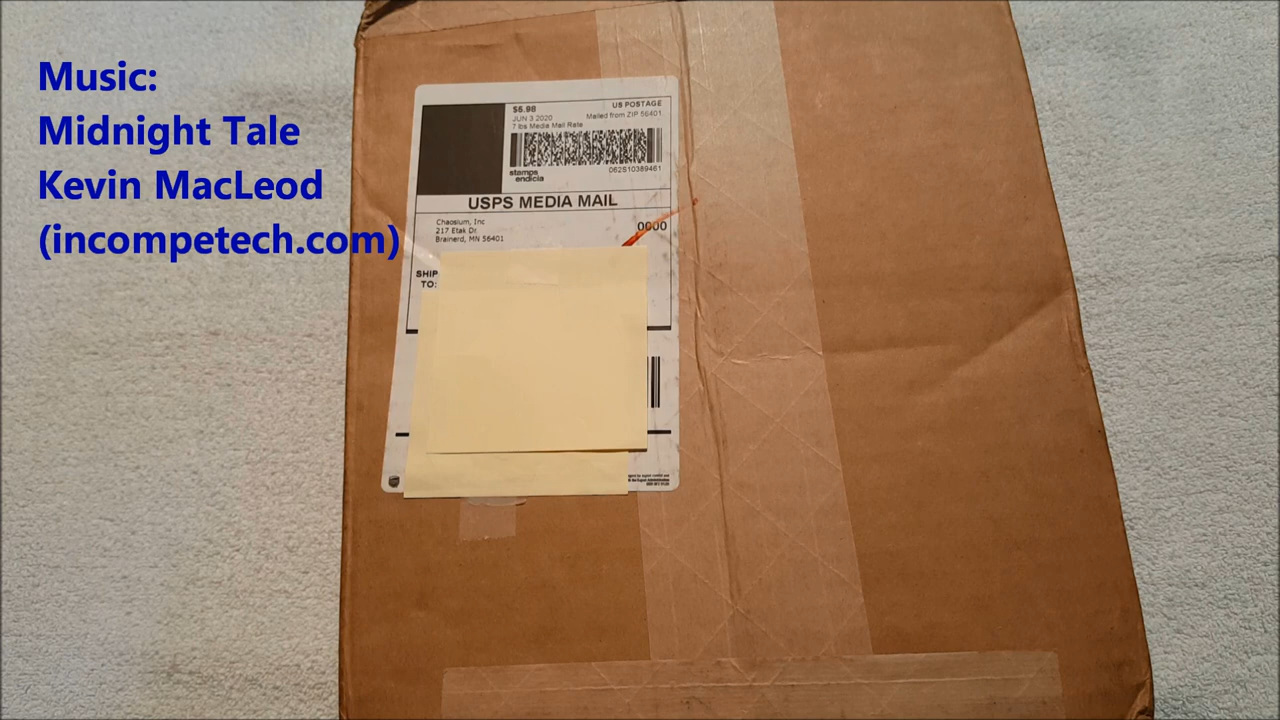 Music:
Midnight Tale
Kevin MacLeod
(incompetech.com)
$5.98
US POSTAGE
JUN 3 2020
Mailed from ZIP 56401
7 lbs Media Mail Rate
062S10389461
stamps
endicia
USPS MEDIA MAIL
Chaosium, Inc
0000
217 Etak Dr.
Brainerd, MN 56401
SHIP
TO: